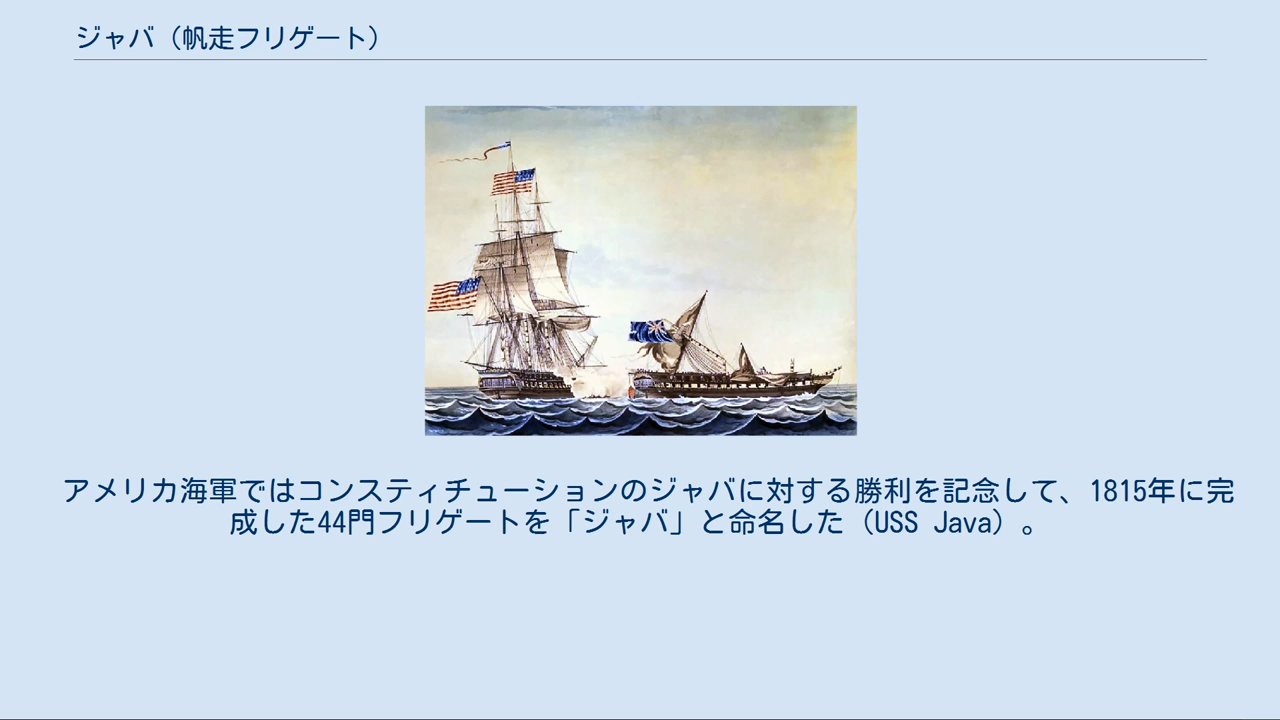 ジャバ（帆走フリゲート）
アメリカ海軍ではコンスティチューションのジャバに対する勝利を記念して、1815年に完
成した44門フリゲートを「ジャバ」と命名した（USS Java）。